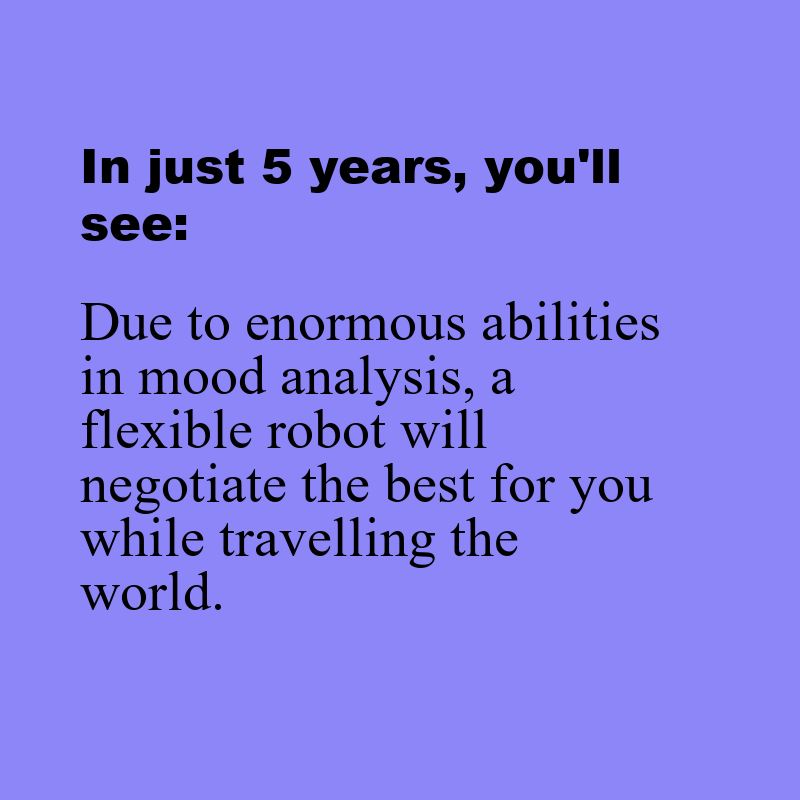 In just 5 years, you'll
see:
Due to enormous abilities
in mood analysis, a
flexible robot will
negotiate the best for you
while travelling the
world.